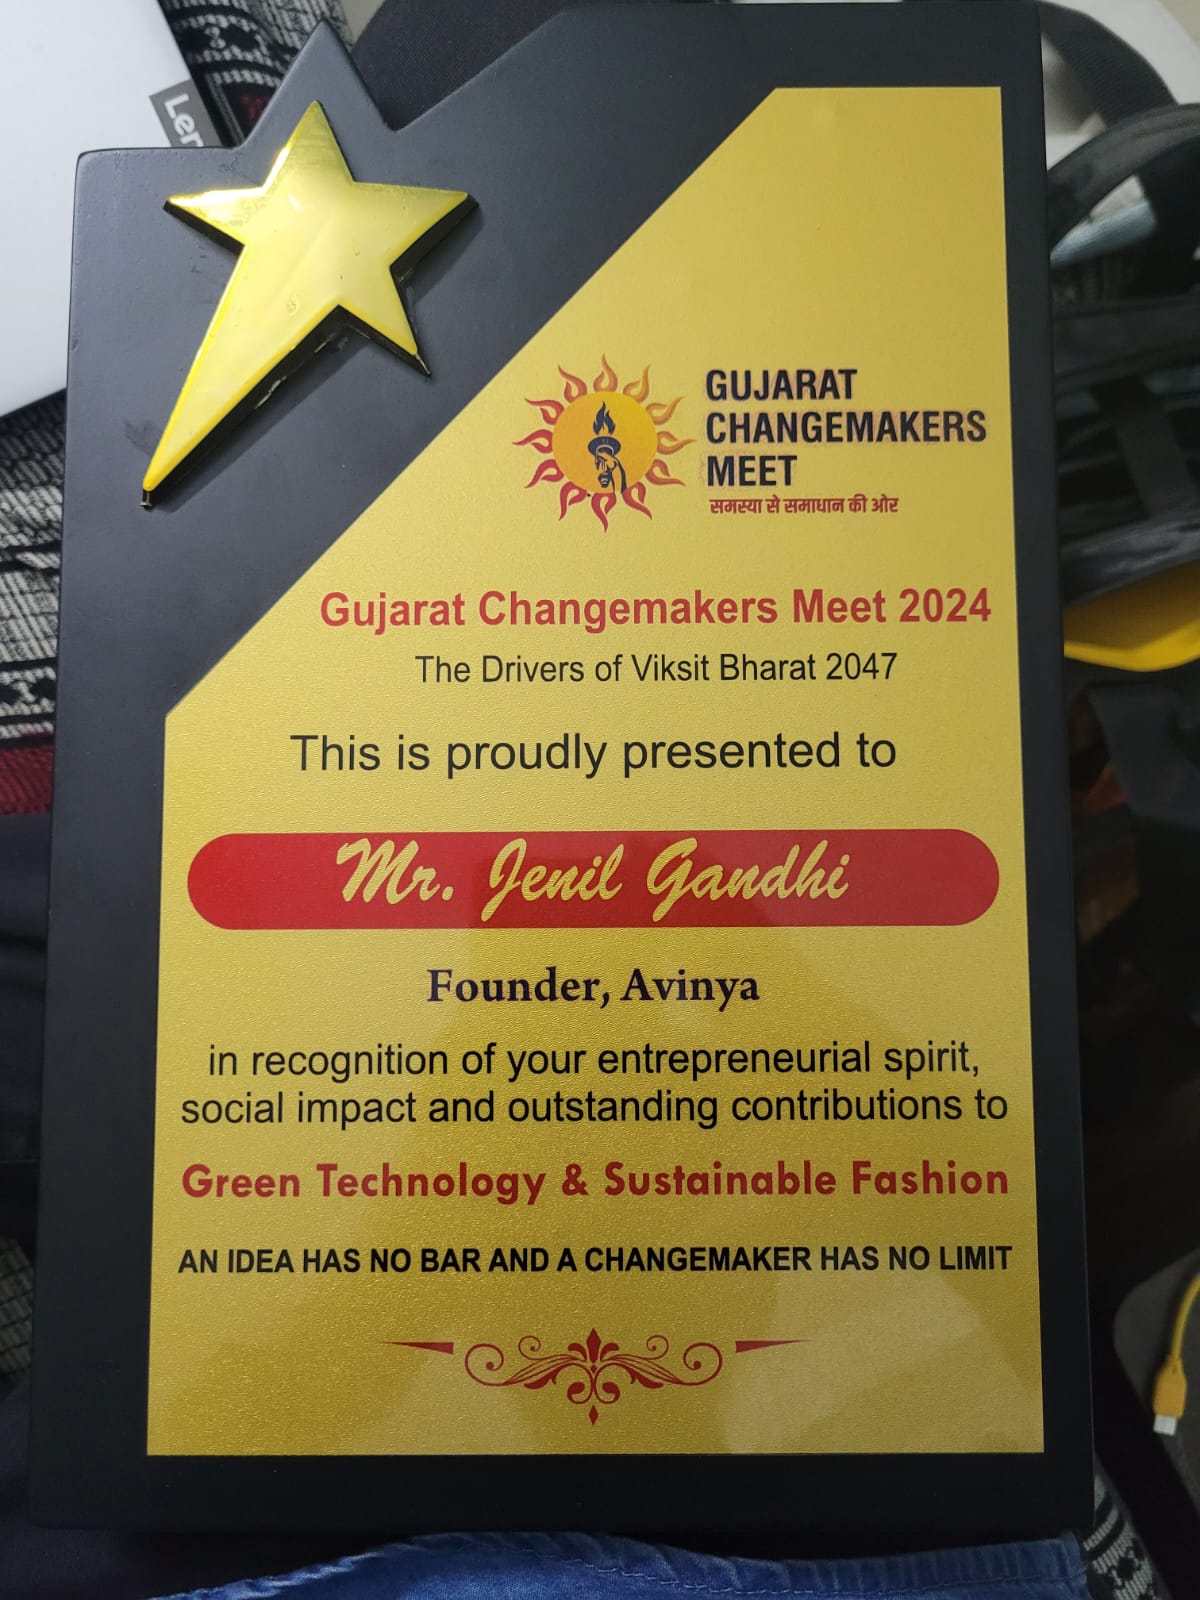 Len
GUJARAT
CHANGEMAKERS
MEET
समस्या से समाधान की ओर
Gujarat Changemakers Meet 2024
The Drivers of Viksit Bharat 2047
This is proudly presented to
Mr. Jenil Gandhi
Founder, Avinya
in recognition of your entrepreneurial spirit,
social impact and outstanding contributions to
Green Technology & Sustainable Fashion
AN IDEA HAS NO BAR AND A CHANGEMAKER HAS NO LIMIT